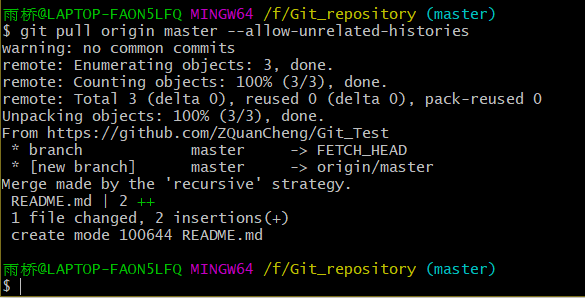 雨桥@LAPTOP-FAON5LFQ MINGW64 /f/Git_repository (master)
$ git pull origin master --allow-unrelated-histories
warning: no common commits
remote: Enumerating objects: 3, done.
remote: Counting objects: 100% (3/3), done.
remote: Total 3 (delta 0), reused 0 (delta 0), pack-reused 0
Unpacking objects: 100% (3/3), done.
From https://github.com/ZQuanCheng/Git_Test
 * branch            master     -> FETCH_HEAD
 * [new branch]      master     -> origin/master
Merge made by the 'recursive' strategy.
 README.md | 2 ++
 1 file changed, 2 insertions(+)
 create mode 100644 README.md
雨桥@LAPTOP-FAON5LFQ MINGW64 /f/Git_repository (master)
$